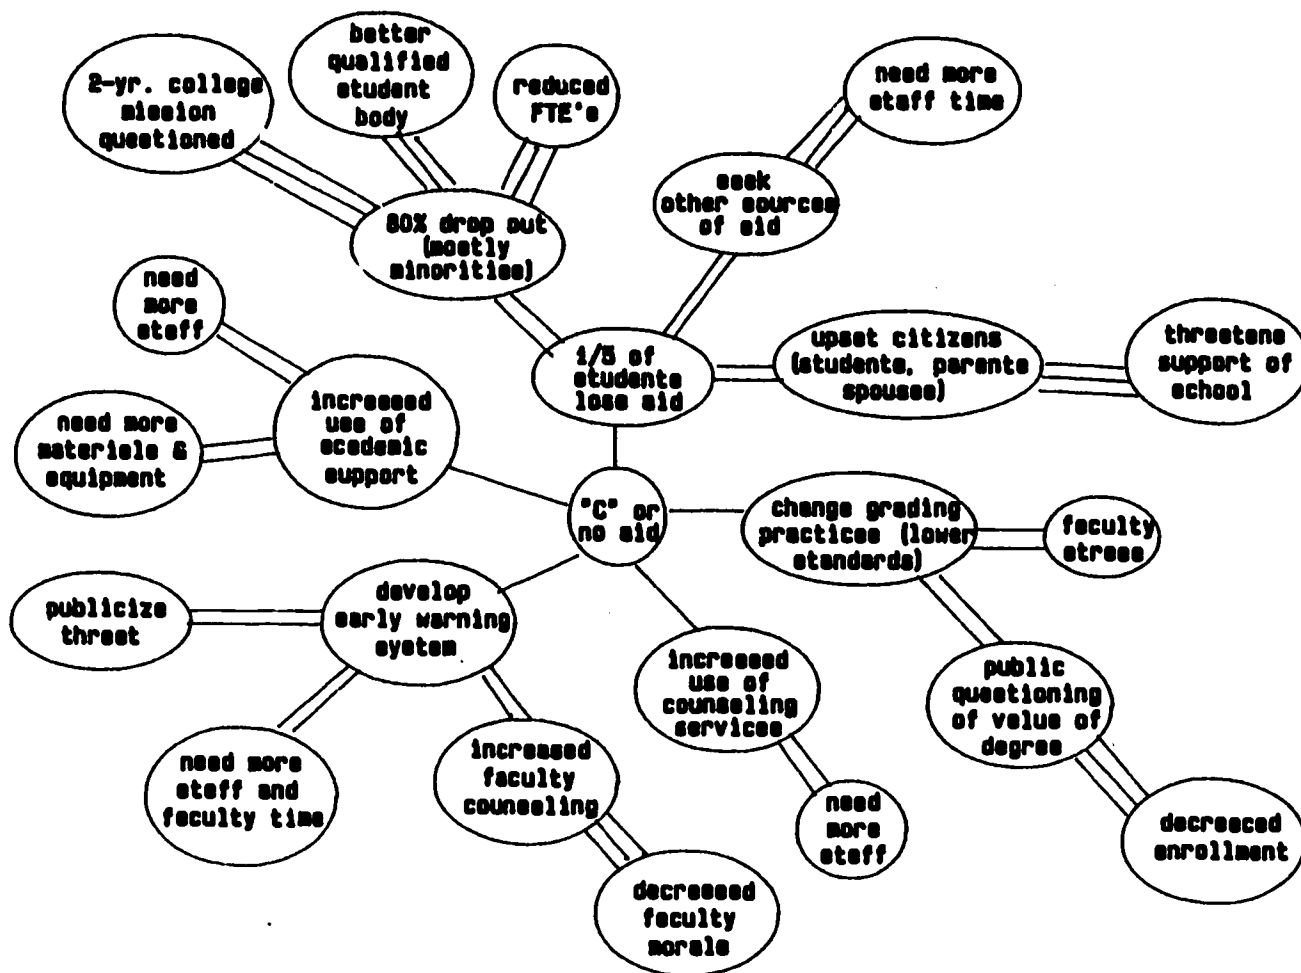 better
qualified
student
body
2-yr. college
mission
questioned
reduced
FTE's
need more
staff time
80% drop out
(mostly
minorities)
seek
other sources
of aid
need
more
staff
1/5 of
students
lose aid
upset citizens
(students, parents
spouses)
threatens
support of
school
increased
use of
academic
support
need more
materials &
equipment
"C" or
no aid
change grading
practices (lower
standards)
faculty
stress
publicize
threat
develop
early warning
system
increased
use of
counseling
services
public
questioning
of value of
degree
need more
staff and
faculty time
increased
faculty
counseling
need
more
staff
decreased
enrollment
decreased
faculty
morale